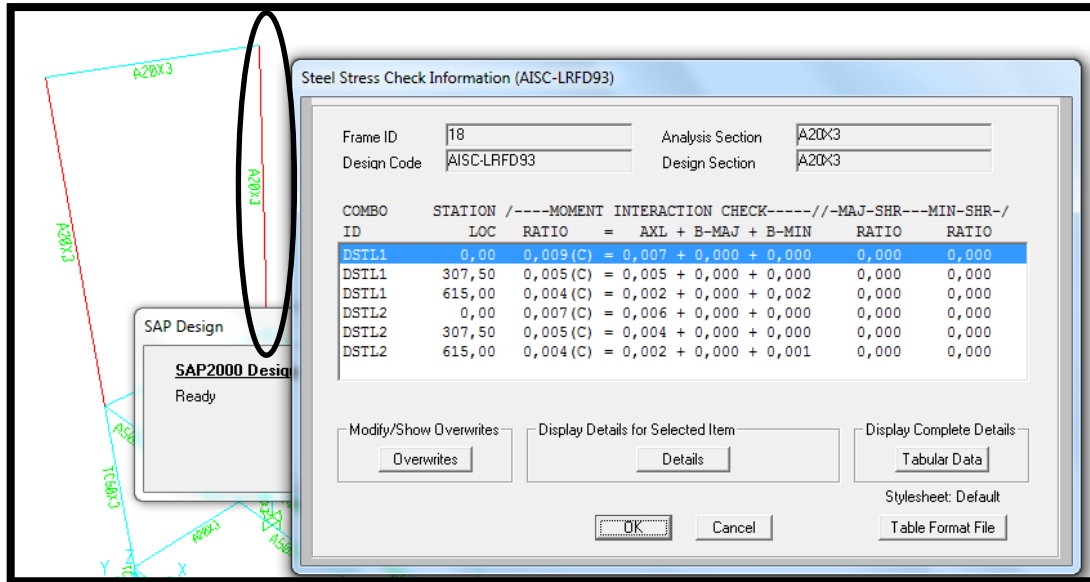 A20X3
A20X3
A20X3
TC60X3
A20X3
X
Y
Steel Stress Check Information (AISC-LRFD93)
Frame ID 18 Analysis Section A20X3
Design Code AISC-LRFD93 Design Section A20X3
COMBO STATION /----MOMENT INTERACTION CHECK-----//-MAJ-SHR---MIN-SHR-/
ID LOC RATIO = AXL + B-MAJ + B-MIN RATIO RATIO
DSTL1 0,00 0,009(C) = 0,007 + 0,000 + 0,000 0,000 0,000
DSTL1 307,50 0,005(C) = 0,005 + 0,000 + 0,000 0,000 0,000
DSTL1 615,00 0,004(C) = 0,002 + 0,000 + 0,002 0,000 0,000
DSTL2 0,00 0,007(C) = 0,006 + 0,000 + 0,000 0,000 0,000
DSTL2 307,50 0,005(C) = 0,004 + 0,000 + 0,000 0,000 0,000
DSTL2 615,00 0,004(C) = 0,002 + 0,000 + 0,001 0,000 0,000
SAP Design
SAP2000 Design
Ready
Modify/Show Overwrites Display Details for Selected Item Display Complete Details
Overwrites Details Tabular Data
Stylesheet: Default
OK Cancel Table Format File